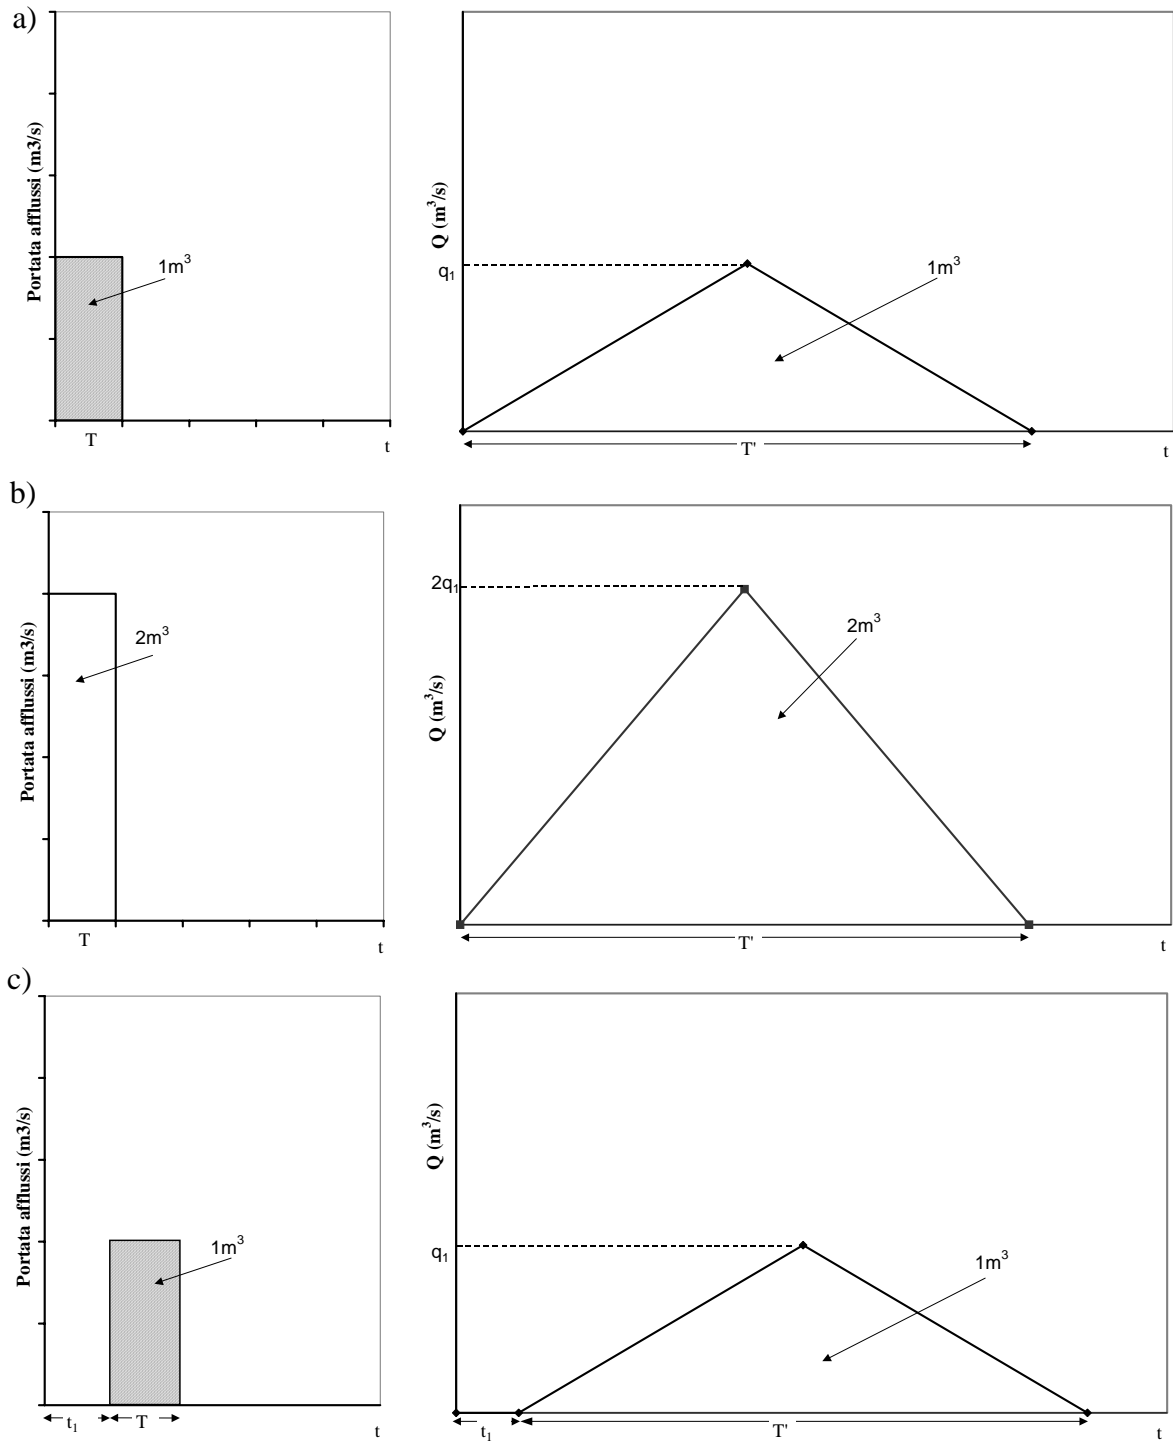 a)
Portata afflussi (m3/s)
1m³
T
t
Q (m³/s)
q₁
1m³
T'
t
b)
Portata afflussi (m3/s)
2m³
T
t
Q (m³/s)
2q₁
2m³
T'
t
c)
Portata afflussi (m3/s)
1m³
t₁
T
t
Q (m³/s)
q₁
1m³
t₁
T'
t